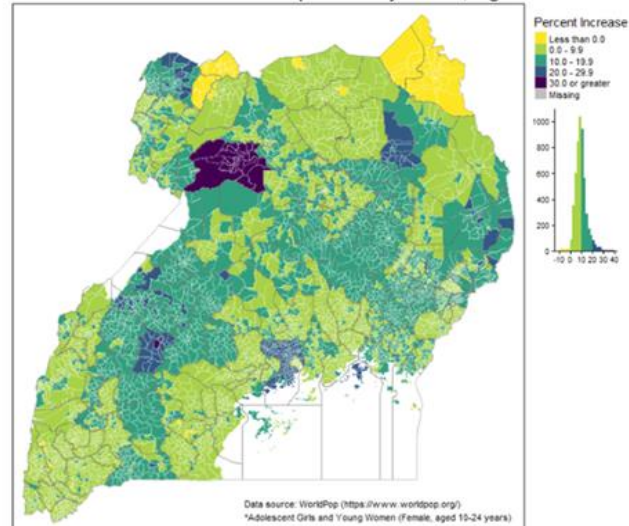 Percent Increase
Less than 0.0
0.0 - 9.9
10.0 - 19.9
20.0 - 29.9
30.0 or greater
Missing
1000
800
600
400
200
0
-10 0 10 20 30 40
Data source: WorldPop (https://www.worldpop.org/)
*Adolescent Girls and Young Women (Female, aged 10-24 years)